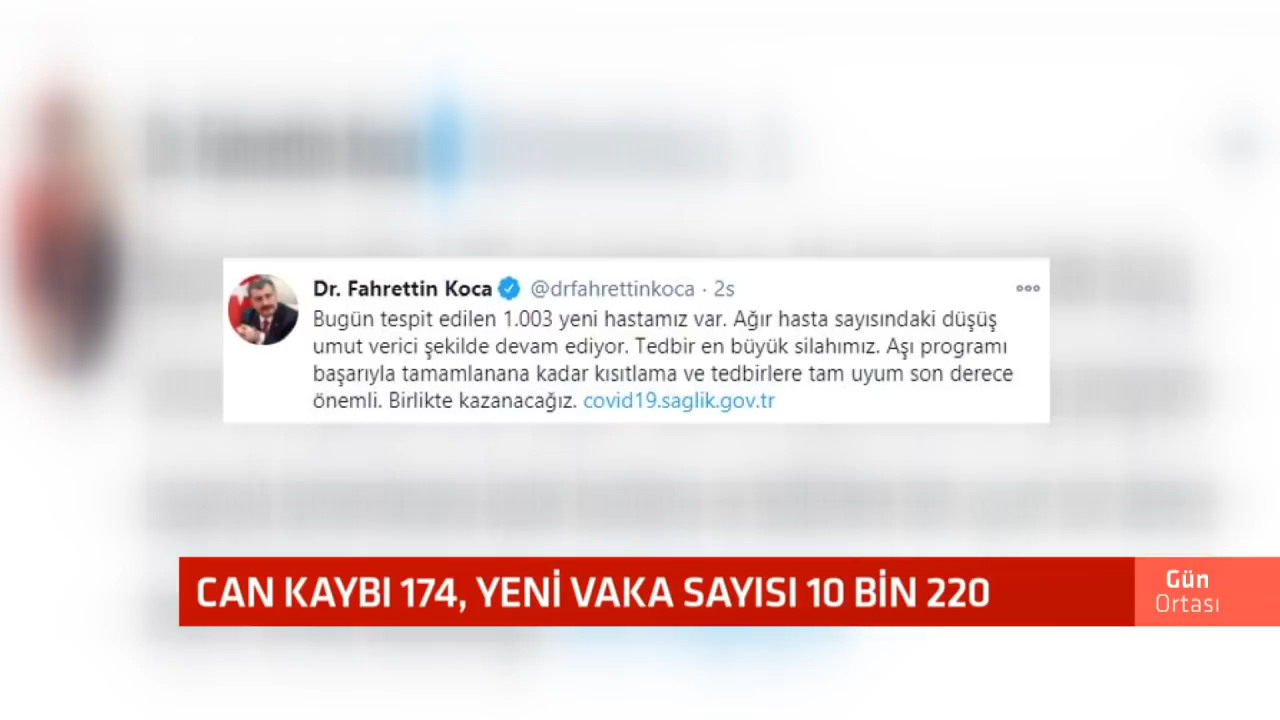 Dr. Fahrettin Koca @drfahrettinkoca · 2s
Bugün tespit edilen 1.003 yeni hastamız var. Ağır hasta sayısındaki düşüş
umut verici şekilde devam ediyor. Tedbir en büyük silahımız. Aşı programı
başarıyla tamamlanana kadar kısıtlama ve tedbirlere tam uyum son derece
önemli. Birlikte kazanacağız. covid19.saglik.gov.tr
CAN KAYBI 174, YENİ VAKA SAYISI 10 BİN 220
Gün
Ortası